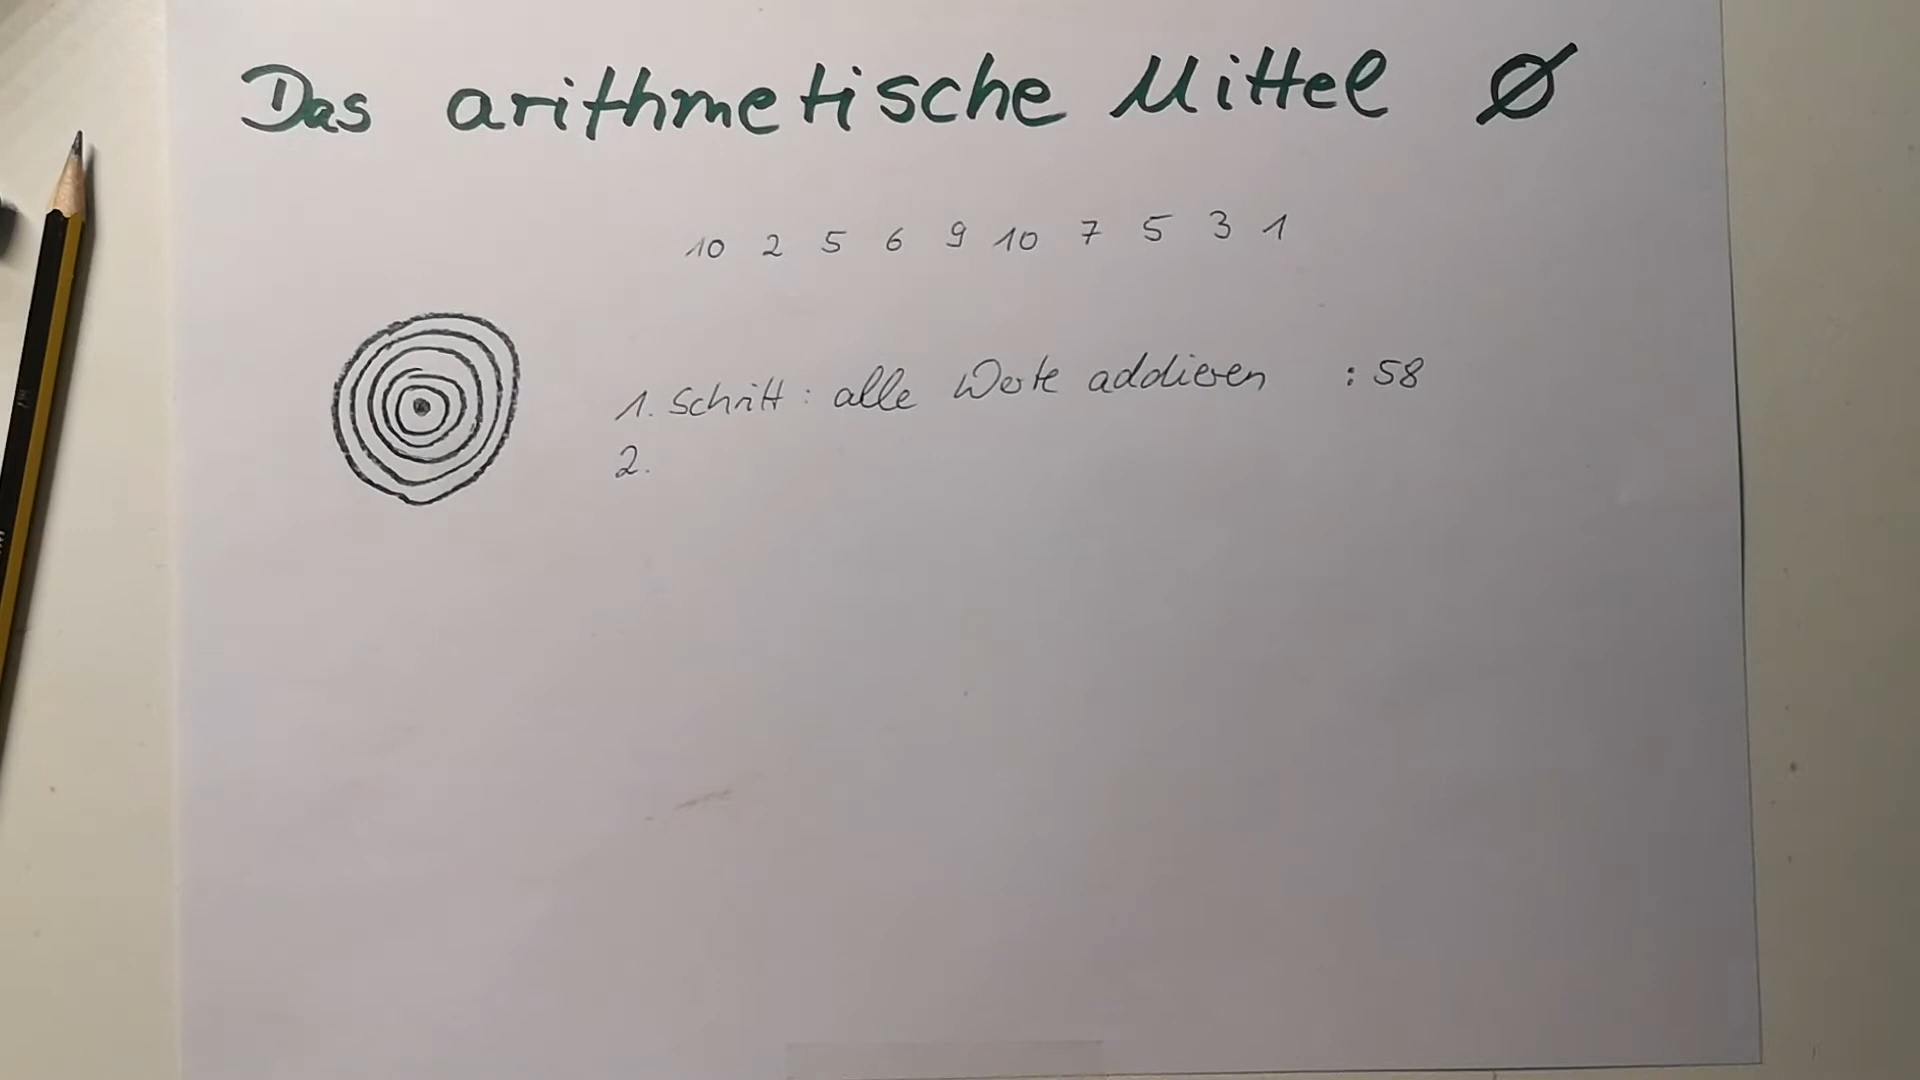 Das arithmetische Mittel Ø
10 2 5 6 9 10 7 5 3 1
1. Schritt : alle Werte addieren : 58
2.